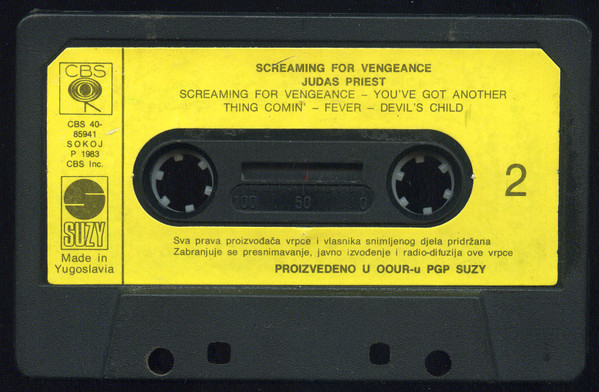 CBS
CBS 40-
85941
SOKOJ
P 1983
CBS Inc.
SUZY
Made in
Yugoslavia
SCREAMING FOR VENGEANCE
JUDAS PRIEST
SCREAMING FOR VENGEANCE – YOU'VE GOT ANOTHER
THING COMIN' – FEVER – DEVIL'S CHILD
2
100 50 0
Sva prava proizvođača vrpce i vlasnika snimljenog djela pridržana
Zabranjuje se presnimavanje, javno izvođenje i radio-difuzija ove vrpce
PROIZVEDENO U OOUR-u PGP SUZY